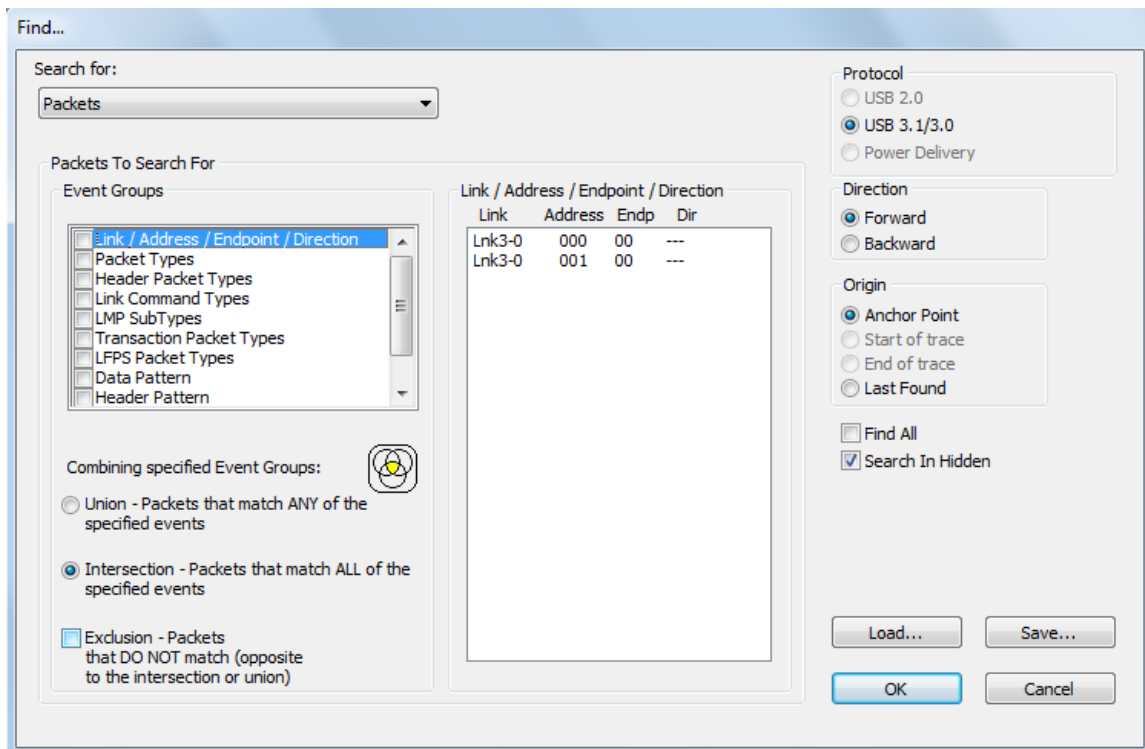 Find...
Search for:
Packets
Packets To Search For
Event Groups
Link / Address / Endpoint / Direction
Packet Types
Header Packet Types
Link Command Types
LMP SubTypes
Transaction Packet Types
LFPS Packet Types
Data Pattern
Header Pattern
Combining specified Event Groups:
Union - Packets that match ANY of the
specified events
Intersection - Packets that match ALL of the
specified events
Exclusion - Packets
that DO NOT match (opposite
to the intersection or union)
Link / Address / Endpoint / Direction
Link Address Endp Dir
Lnk3-0 000 00 ---
Lnk3-0 001 00 ---
Protocol
USB 2.0
USB 3.1/3.0
Power Delivery
Direction
Forward
Backward
Origin
Anchor Point
Start of trace
End of trace
Last Found
Find All
Search In Hidden
Load... Save...
OK Cancel